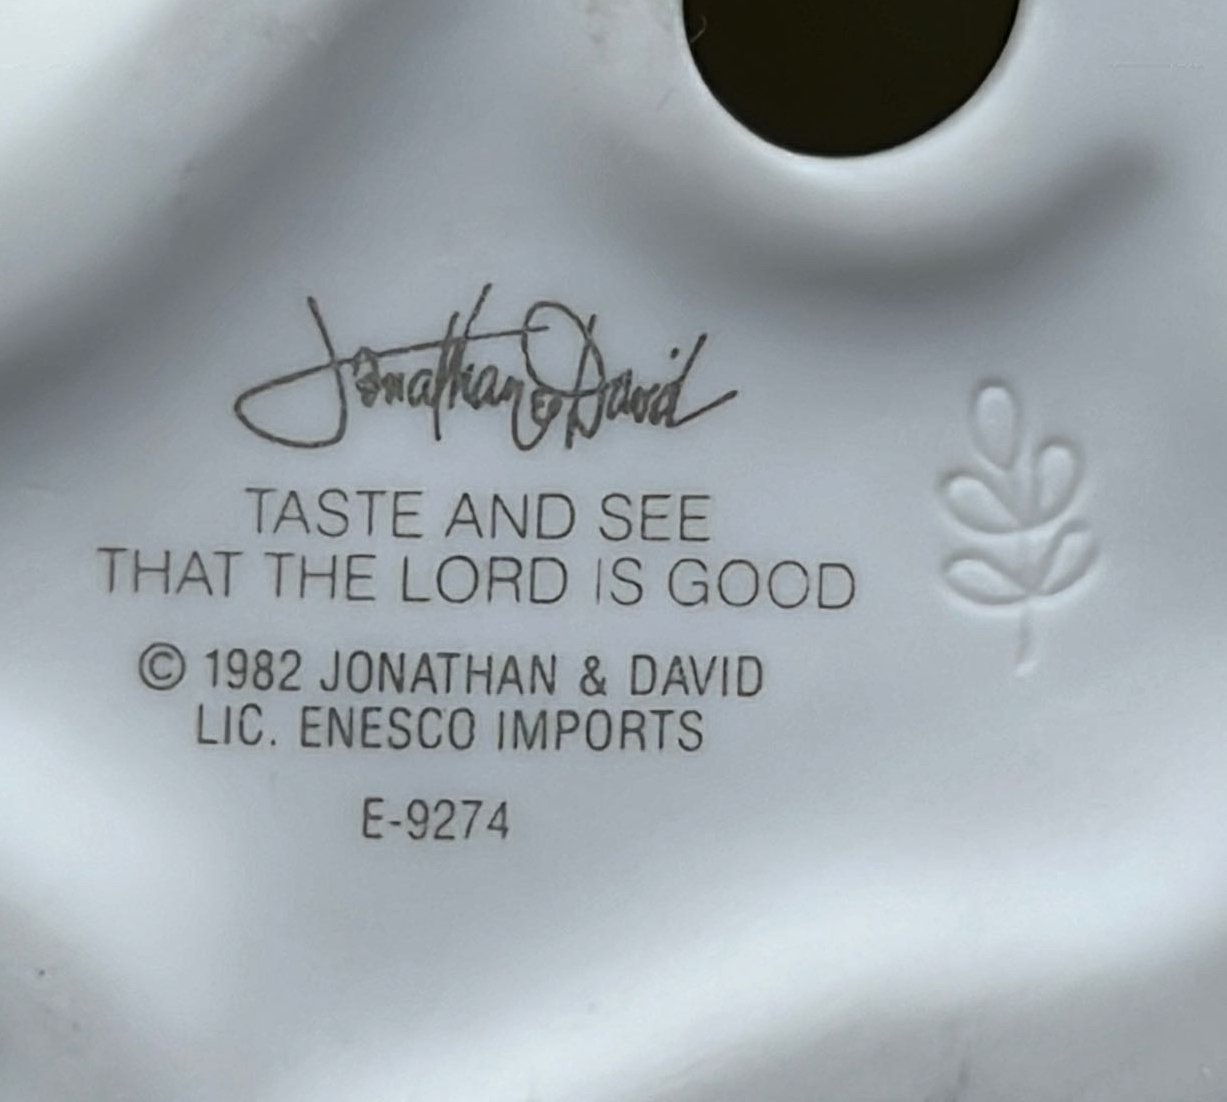 Jonathan & David
TASTE AND SEE
THAT THE LORD IS GOOD
© 1982 JONATHAN & DAVID
LIC. ENESCO IMPORTS
E-9274